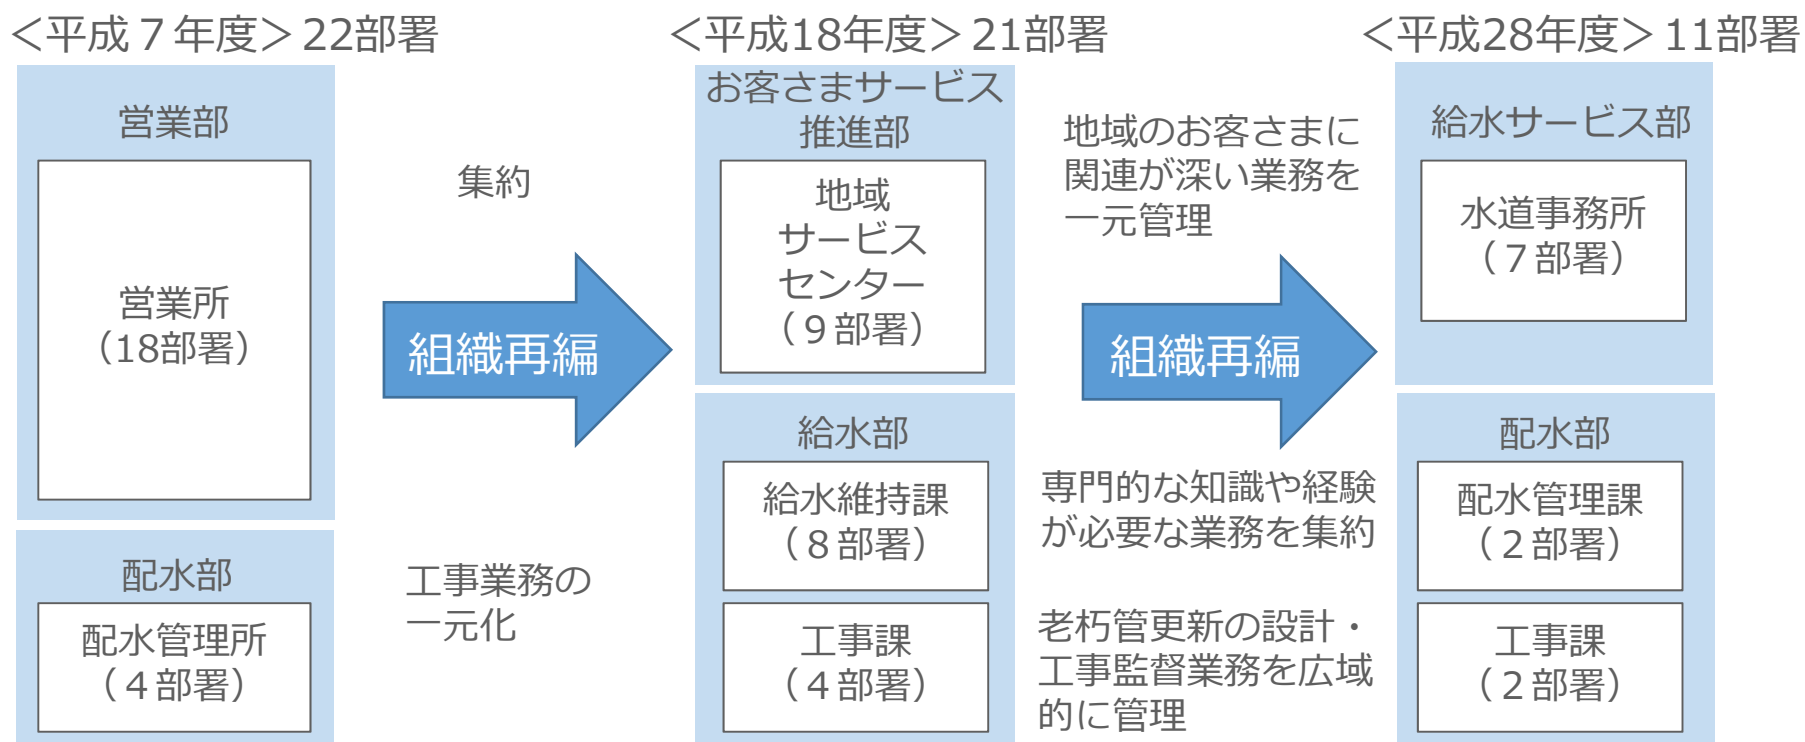 ＜平成７年度＞22部署
営業部
営業所
（18部署）
配水部
配水管理所
（４部署）
集約
組織再編
工事業務の
一元化
＜平成18年度＞21部署
お客さまサービス
推進部
地域
サービス
センター
（９部署）
給水部
給水維持課
（８部署）
工事課
（４部署）
地域のお客さまに
関連が深い業務を
一元管理
組織再編
専門的な知識や経験
が必要な業務を集約
老朽管更新の設計・
工事監督業務を広域
的に管理
＜平成28年度＞11部署
給水サービス部
水道事務所
（７部署）
配水部
配水管理課
（２部署）
工事課
（２部署）